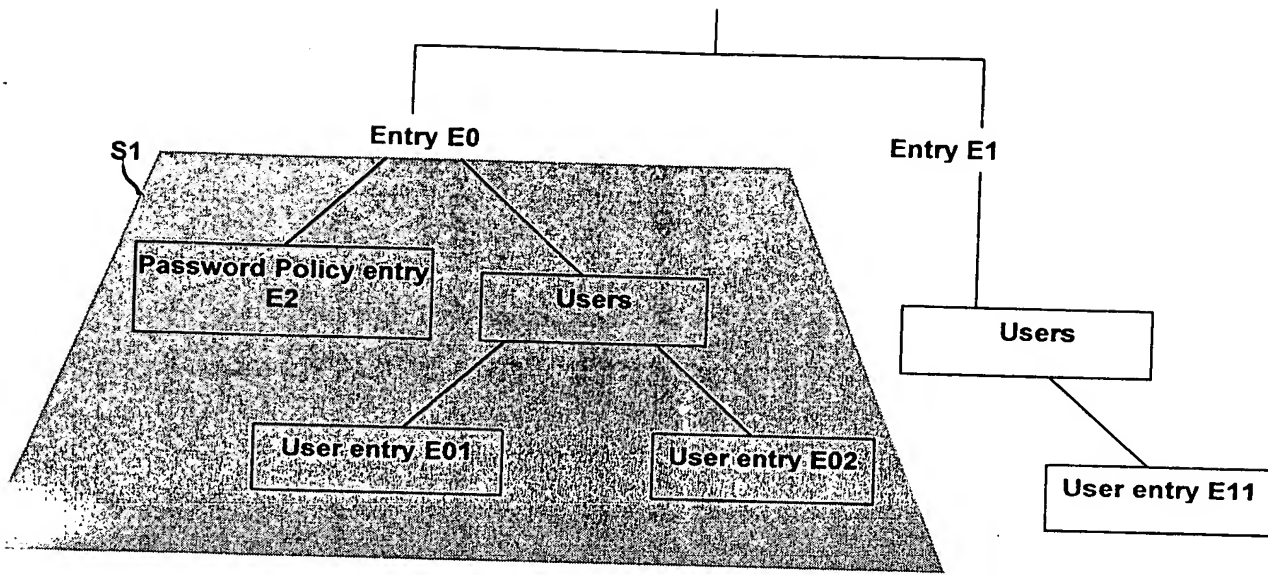 Entry E0
S1
Entry E1
Password Policy entry
E2
Users
Users
User entry E01
User entry E02
User entry E11